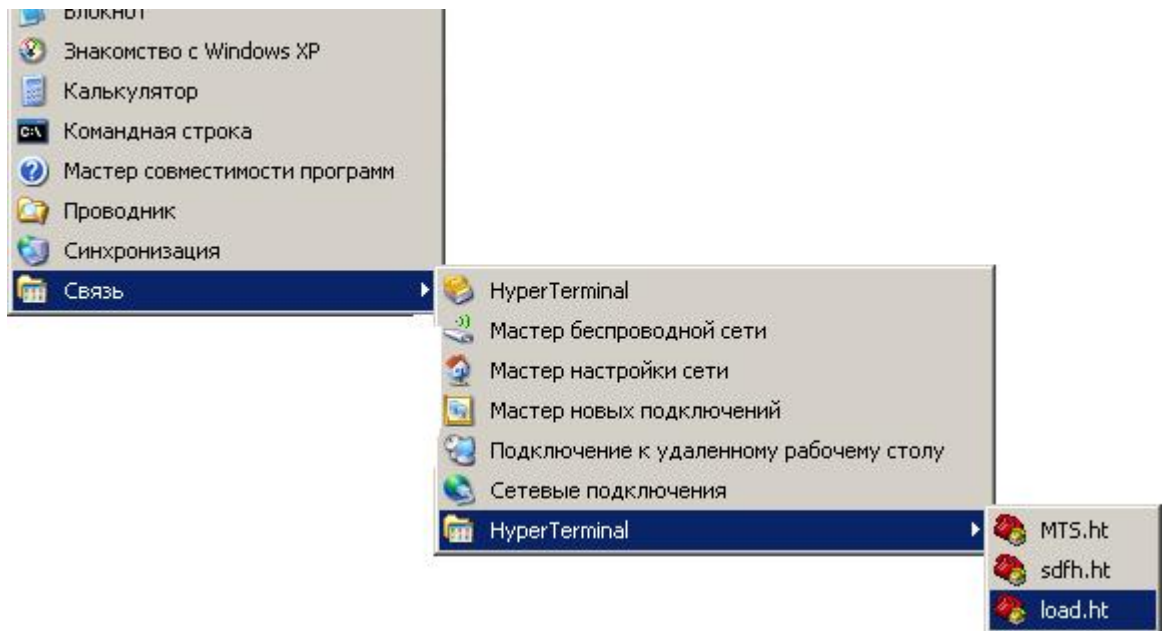 Блокнот
Знакомство с Windows XP
Калькулятор
C:\
Командная строка
Мастер совместимости программ
Проводник
Синхронизация
Связь
HyperTerminal
Мастер беспроводной сети
Мастер настройки сети
Мастер новых подключений
Подключение к удаленному рабочему столу
Сетевые подключения
HyperTerminal
MTS.ht
sdfh.ht
load.ht